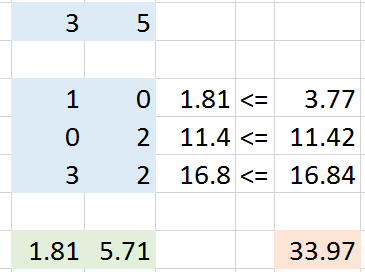 3 5
1 0 1.81 <= 3.77
0 2 11.4 <= 11.42
3 2 16.8 <= 16.84
1.81 5.71 33.97